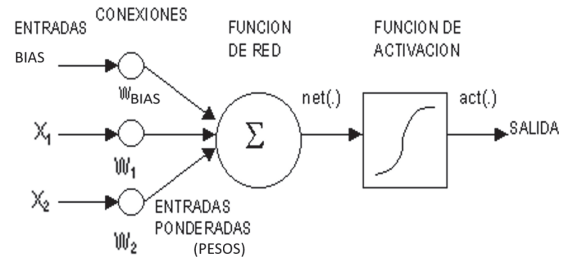 ENTRADAS
CONEXIONES
FUNCION
DE RED
FUNCION DE
ACTIVACION
BIAS
W BIAS
net(.)
act(.)
X1
W1
Σ
SALIDA
X2
W2
ENTRADAS
PONDERADAS
(PESOS)